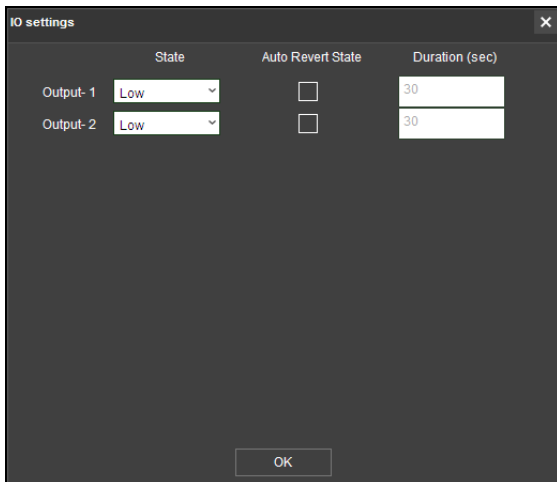 IO settings
State Auto Revert State Duration (sec)
Output- 1 Low 30
Output- 2 Low 30
OK